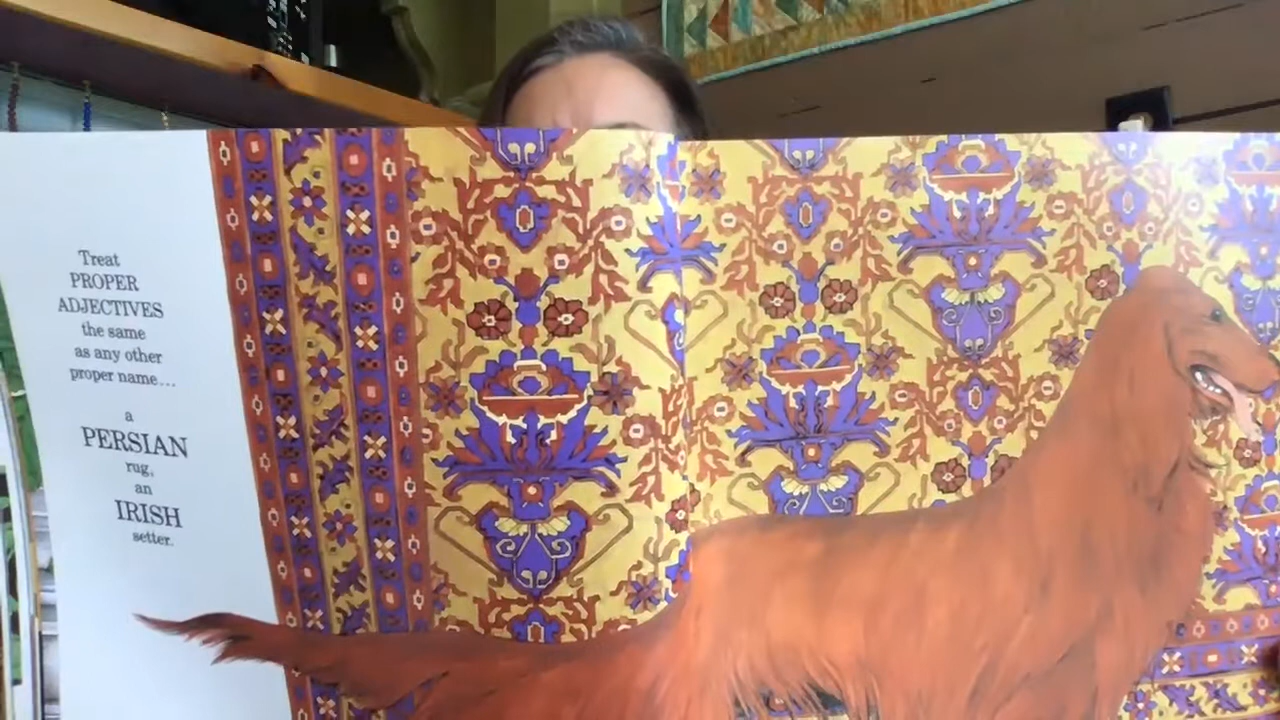 Treat
PROPER
ADJECTIVES
the same
as any other
proper name...
a
PERSIAN
rug,
an
IRISH
setter.